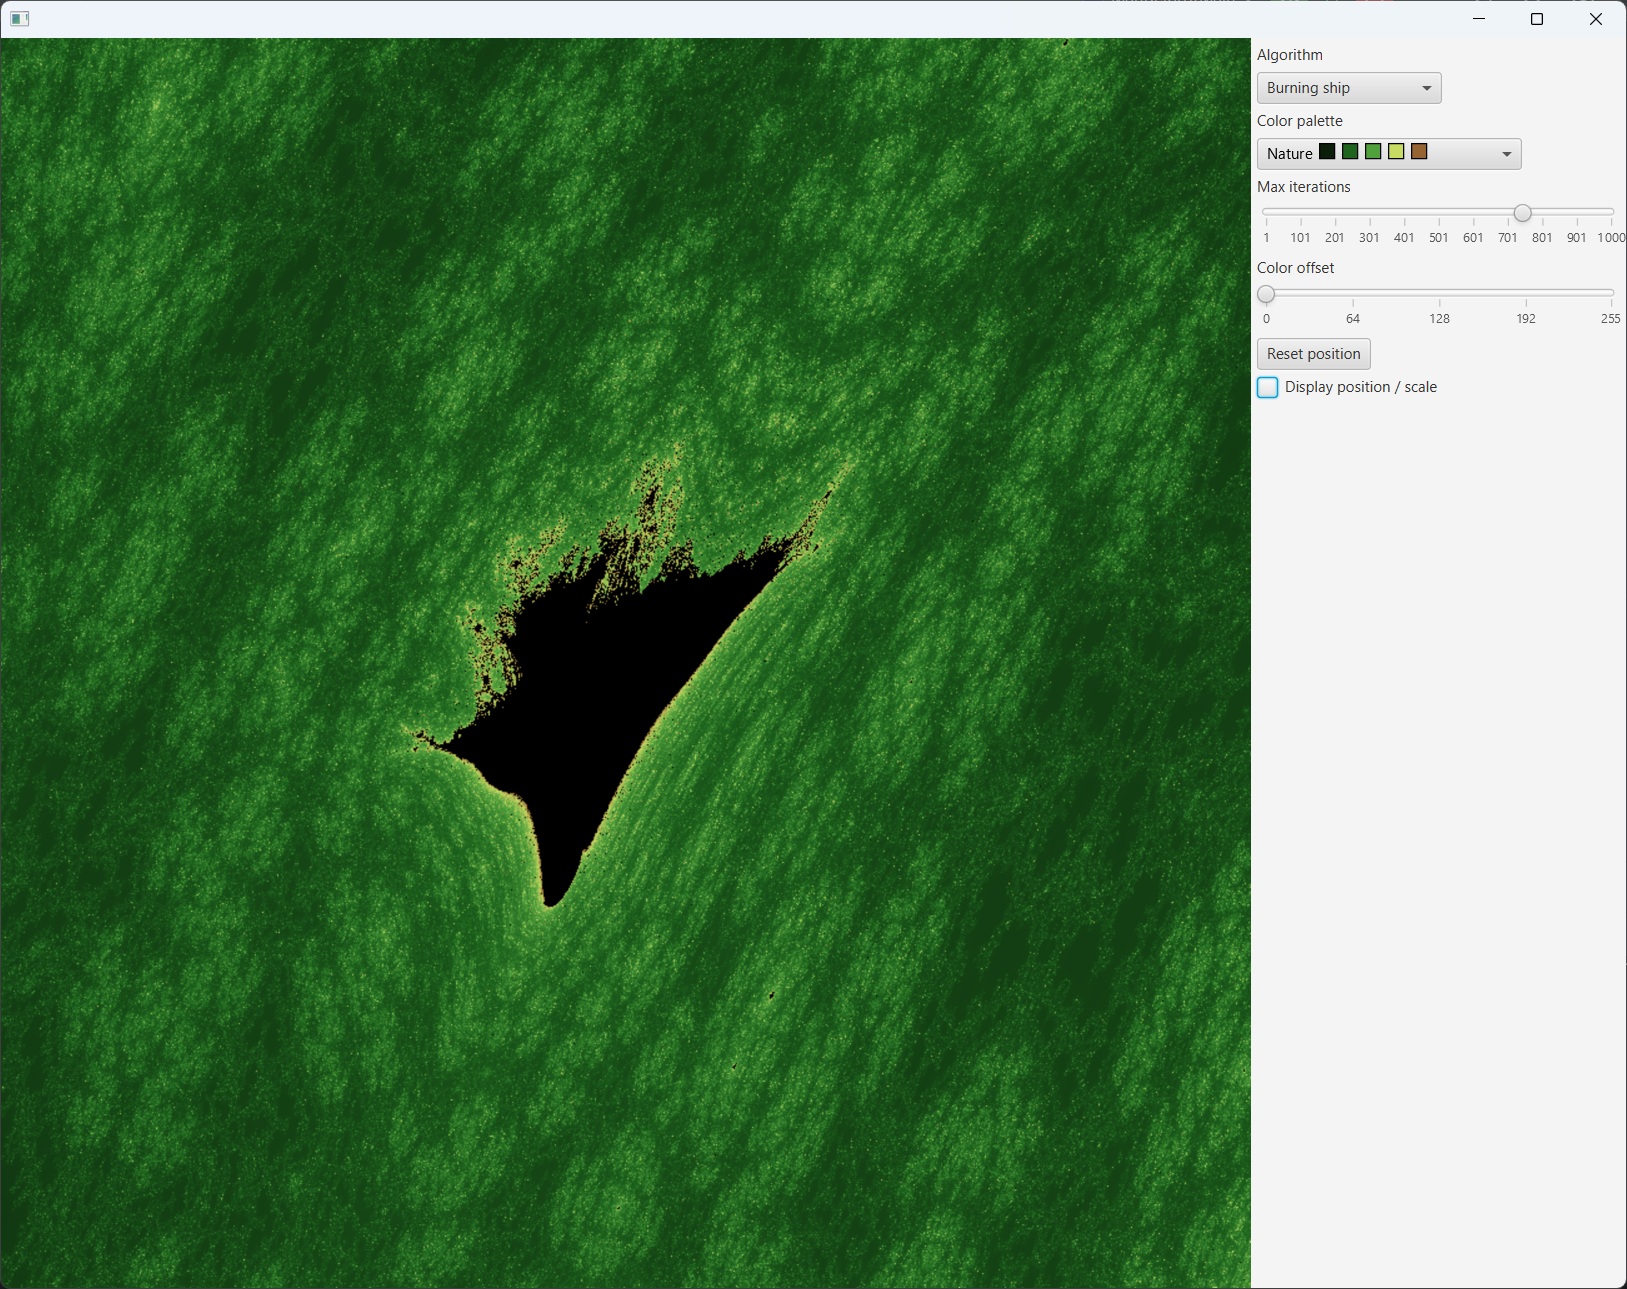 Algorithm
Burning ship
Color palette
Nature
Max iterations
1 101 201 301 401 501 601 701 801 901 1000
Color offset
0 64 128 192 255
Reset position
Display position / scale